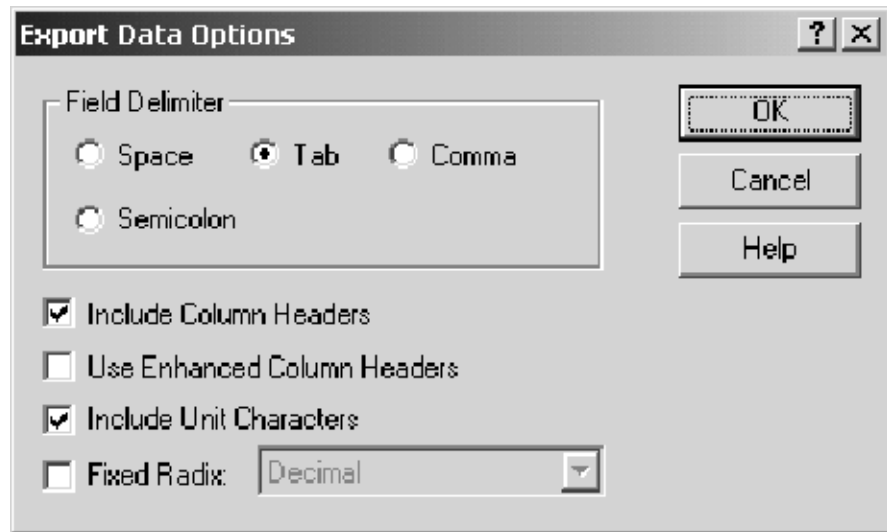 Export Data Options
Field Delimiter
Space Tab Comma
Semicolon
OK
Cancel
Help
Include Column Headers
Use Enhanced Column Headers
Include Unit Characters
Fixed Radix: Decimal